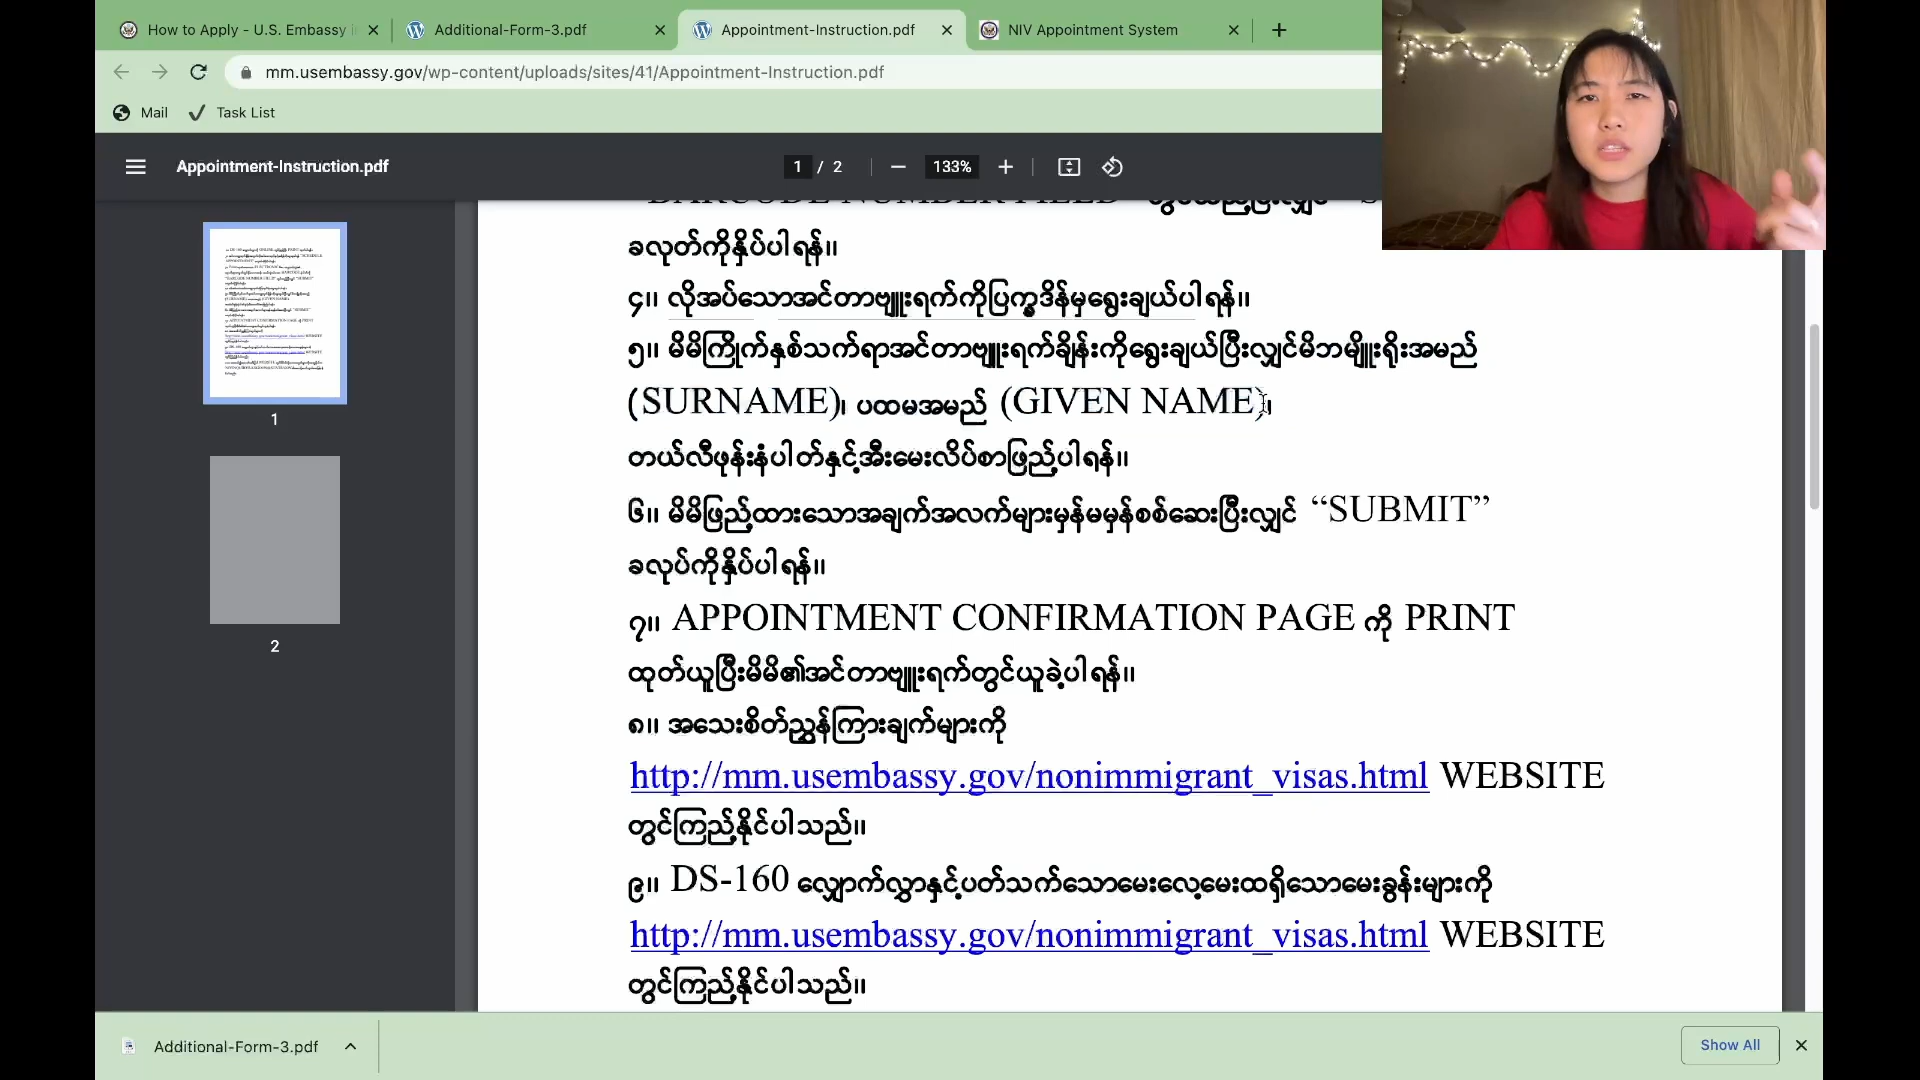 How to Apply - U.S. Embassy i
Additional-Form-3.pdf
Appointment-Instruction.pdf
NIV Appointment System
mm.usembassy.gov/wp-content/uploads/sites/41/Appointment-Instruction.pdf
Mail
Task List
Appointment-Instruction.pdf
1 / 2
133%
1
2
ခလုတ်ကိုနှိပ်ပါရန်။
၄။ လိုအပ်သောအင်တာဗျူးရက်ကိုပြက္ခဒိန်မှရွေးချယ်ပါရန်။
၅။ မိမိကြိုက်နှစ်သက်ရာအင်တာဗျူးရက်ချိန်းကိုရွေးချယ်ပြီးလျှင်မိဘမျိုးရိုးအမည်
(SURNAME)၊ ပထမအမည် (GIVEN NAME)၊
တယ်လီဖုန်းနံပါတ်နှင့်အီးမေးလိပ်စာဖြည့်ပါရန်။
၆။ မိမိဖြည့်ထားသောအချက်အလက်များမှန်မမှန်စစ်ဆေးပြီးလျှင် “SUBMIT”
ခလုပ်ကိုနှိပ်ပါရန်။
၇။ APPOINTMENT CONFIRMATION PAGE ကို PRINT
ထုတ်ယူပြီးမိမိ၏အင်တာဗျူးရက်တွင်ယူခဲ့ပါရန်။
၈။ အသေးစိတ်ညွှန်ကြားချက်များကို
http://mm.usembassy.gov/nonimmigrant_visas.html WEBSITE
တွင်ကြည့်နိုင်ပါသည်။
၉။ DS-160 လျှောက်လွှာနှင့်ပတ်သက်သောမေးလေ့မေးထရှိသောမေးခွန်းများကို
http://mm.usembassy.gov/nonimmigrant_visas.html WEBSITE
တွင်ကြည့်နိုင်ပါသည်။
Additional-Form-3.pdf
Show All